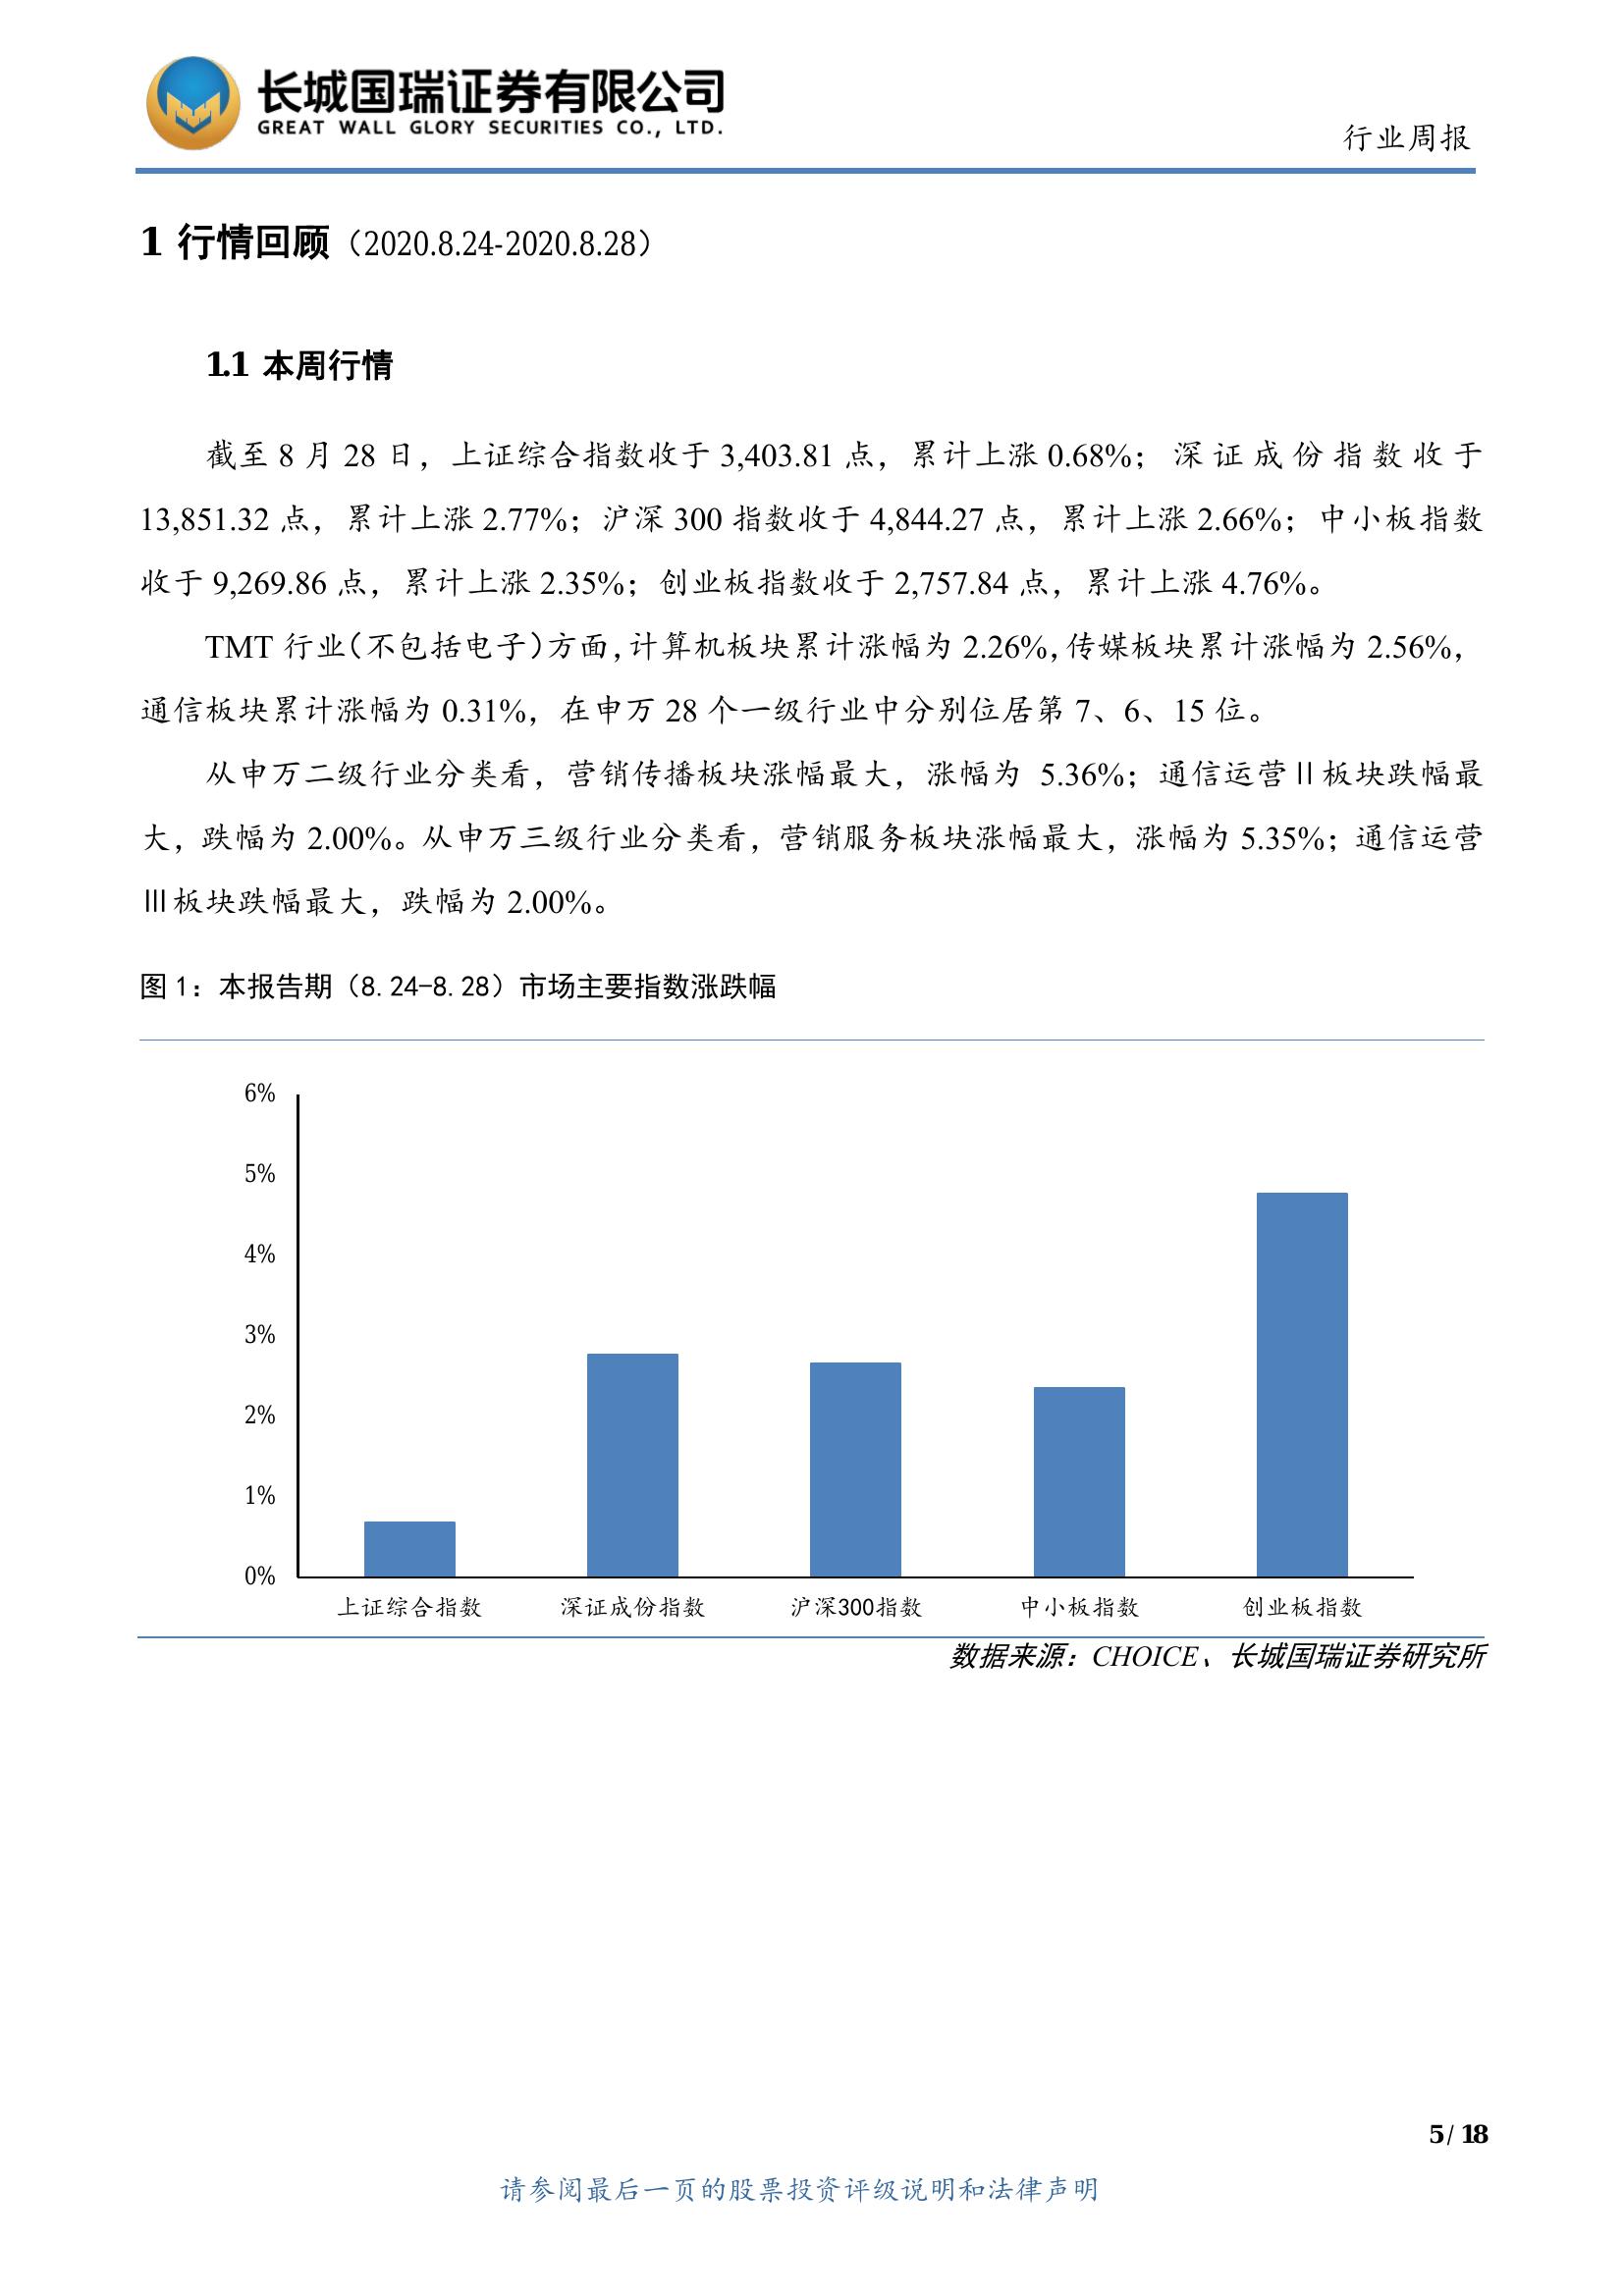 长城国瑞证券有限公司
GREAT WALL GLORY SECURITIES CO., LTD.
行业周报
1 行情回顾（2020.8.24-2020.8.28）
1.1 本周行情
截至 8 月 28 日，上证综合指数收于 3,403.81 点，累计上涨 0.68%；深证成份指数收于
13,851.32 点，累计上涨 2.77%；沪深 300 指数收于 4,844.27 点，累计上涨 2.66%；中小板指数
收于 9,269.86 点，累计上涨 2.35%；创业板指数收于 2,757.84 点，累计上涨 4.76%。
TMT 行业（不包括电子）方面，计算机板块累计涨幅为 2.26%，传媒板块累计涨幅为 2.56%，
通信板块累计涨幅为 0.31%，在申万 28 个一级行业中分别位居第 7、6、15 位。
从申万二级行业分类看，营销传播板块涨幅最大，涨幅为 5.36%；通信运营Ⅱ板块跌幅最
大，跌幅为 2.00%。从申万三级行业分类看，营销服务板块涨幅最大，涨幅为 5.35%；通信运营
Ⅲ板块跌幅最大，跌幅为 2.00%。
图 1：本报告期（8.24-8.28）市场主要指数涨跌幅
6%
5%
4%
3%
2%
1%
0%
上证综合指数 深证成份指数 沪深300指数 中小板指数 创业板指数
数据来源：CHOICE、长城国瑞证券研究所
5 / 18
请参阅最后一页的股票投资评级说明和法律声明